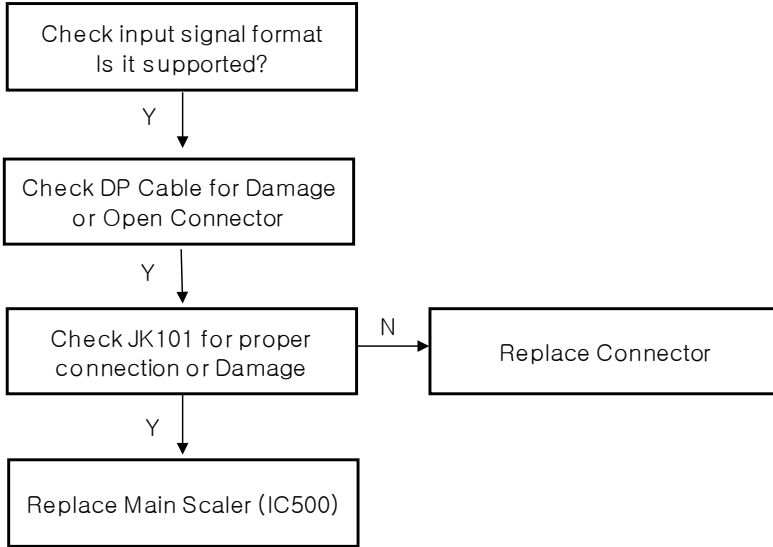 Check input signal format
Is it supported?
Y
Check DP Cable for Damage
or Open Connector
Y
Check JK101 for proper
connection or Damage
N
Replace Connector
Y
Replace Main Scaler (IC500)